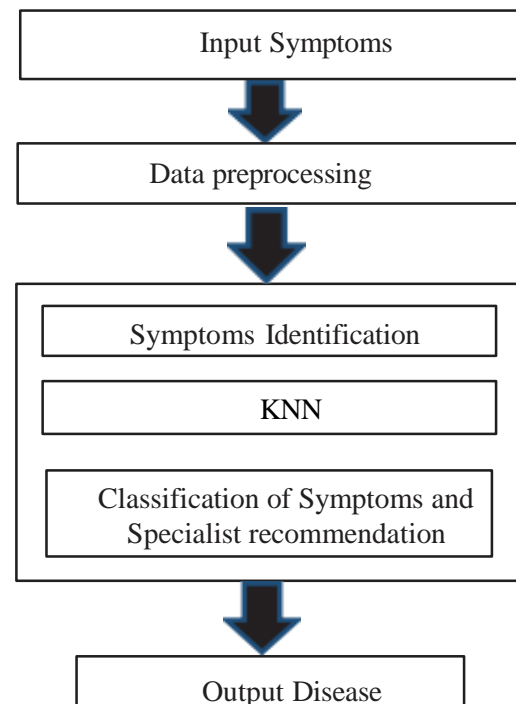 Input Symptoms
Data preprocessing
Symptoms Identification
KNN
Classification of Symptoms and
Specialist recommendation
Output Disease